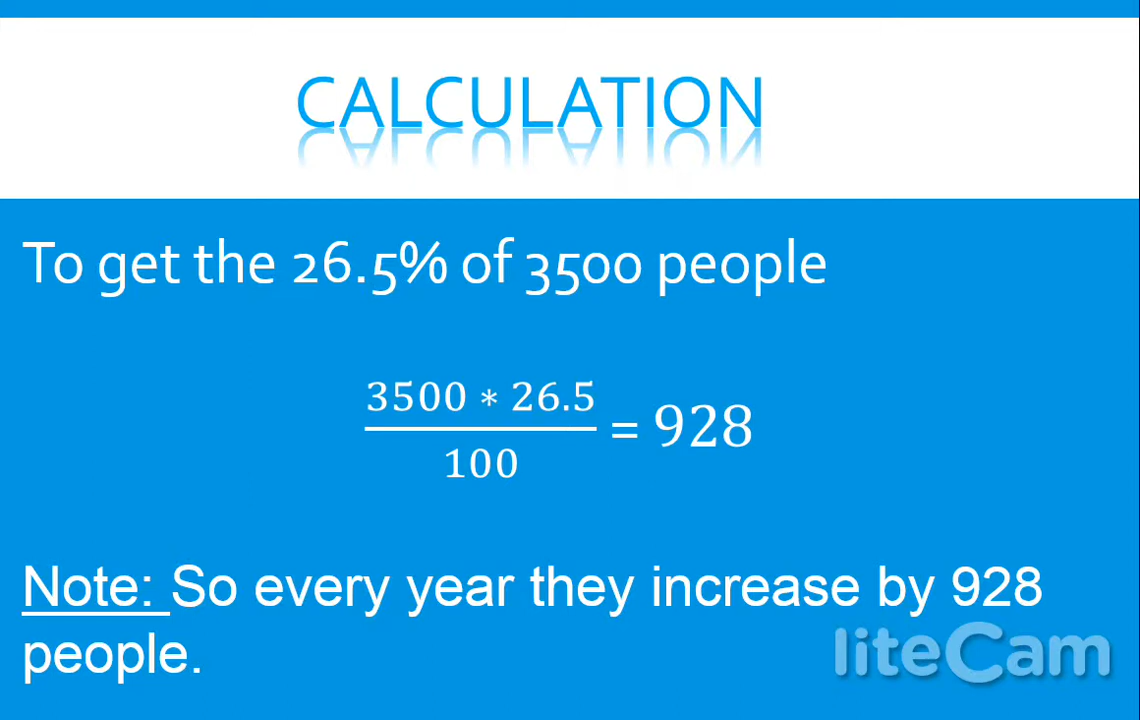 CALCULATION
To get the 26.5% of 3500 people
3500 * 26.5
100
= 928
Note: So every year they increase by 928
people.
liteCam